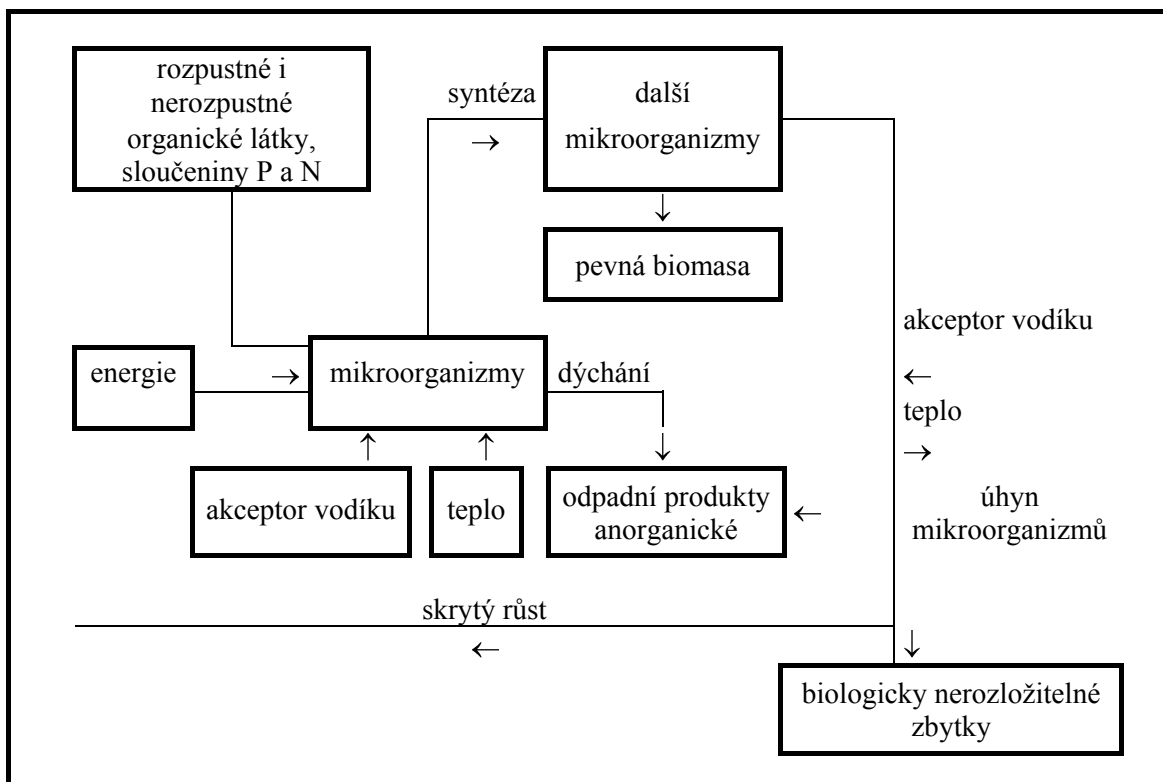 rozpustné i
nerozpustné
organické látky,
sloučeniny P a N
syntéza
→
další
mikroorganizmy
↓
pevná biomasa
akceptor vodíku
←
teplo
→
úhyn
mikroorganizmů
energie
→
mikroorganizmy
dýchání
↑
↑
↓
akceptor vodíku
teplo
odpadní produkty
anorganické
←
skrytý růst
←
↓
biologicky nerozložitelné
zbytky